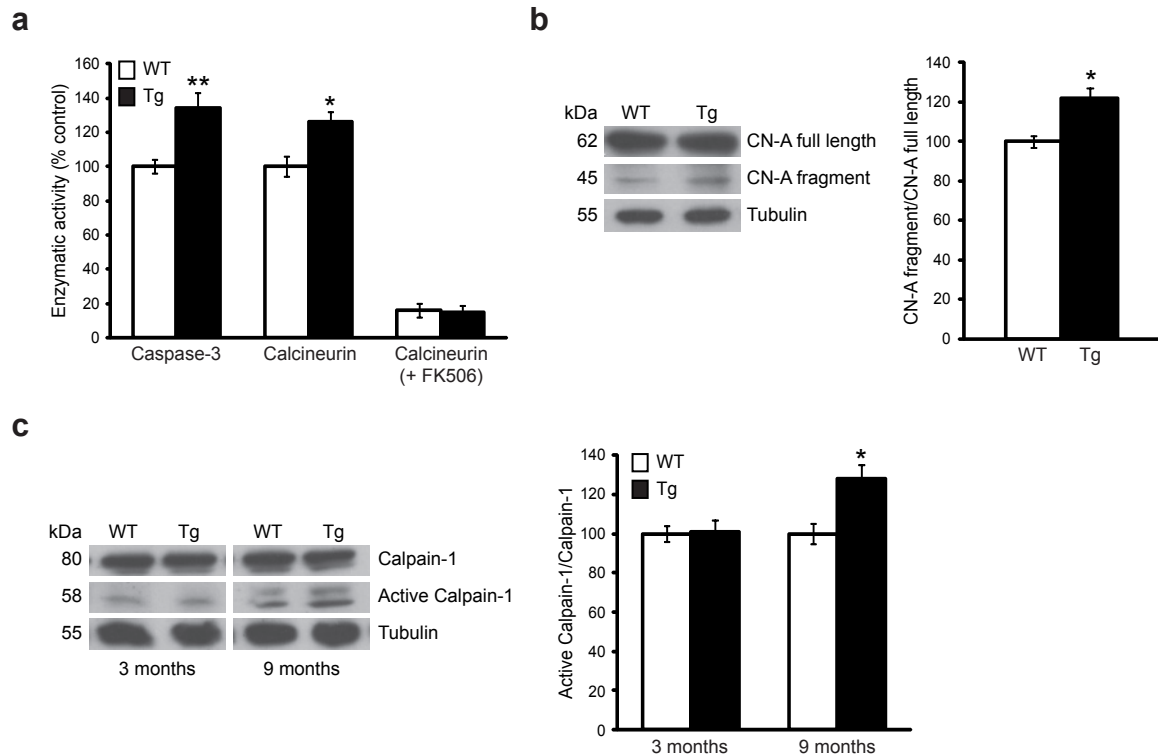 a
Enzymatic activity (% control)
160
140
120
100
80
60
40
20
0
WT
Tg
**
*
Caspase-3
Calcineurin
Calcineurin
(+ FK506)
b
kDa WT Tg
62 CN-A full length
45 CN-A fragment
55 Tubulin
CN-A fragment/CN-A full length
140
120
100
80
60
40
20
0
*
WT Tg
c
kDa WT Tg WT Tg
80 Calpain-1
58 Active Calpain-1
55 Tubulin
3 months 9 months
Active Calpain-1/Calpain-1
140
120
100
80
60
40
20
0
WT
Tg
*
3 months 9 months